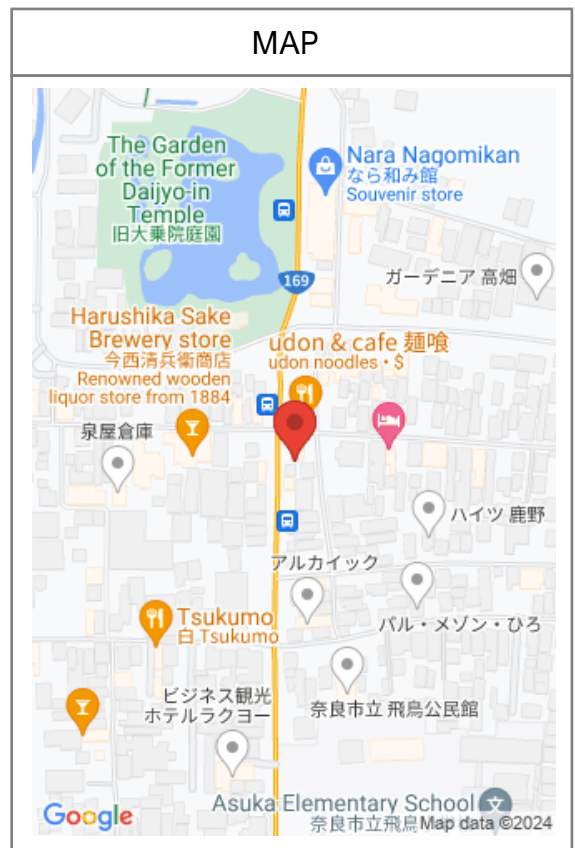 MAP
The Garden
of the Former
Daijyo-in
Temple
旧大乗院庭園
Nara Nagomikan
なら和み館
Souvenir store
169
ガーデニア 高畑
Harushika Sake
Brewery store
今西清兵衞商店
Renowned wooden
liquor store from 1884
udon & cafe 麺喰
udon noodles • $
泉屋倉庫
ハイツ 鹿野
アルカイック
パル・メゾン・ひろ
Tsukumo
白 Tsukumo
ビジネス観光
ホテルラクヨー
奈良市立 飛鳥公民館
Asuka Elementary School
奈良市立飛鳥
Google
Map data ©2024